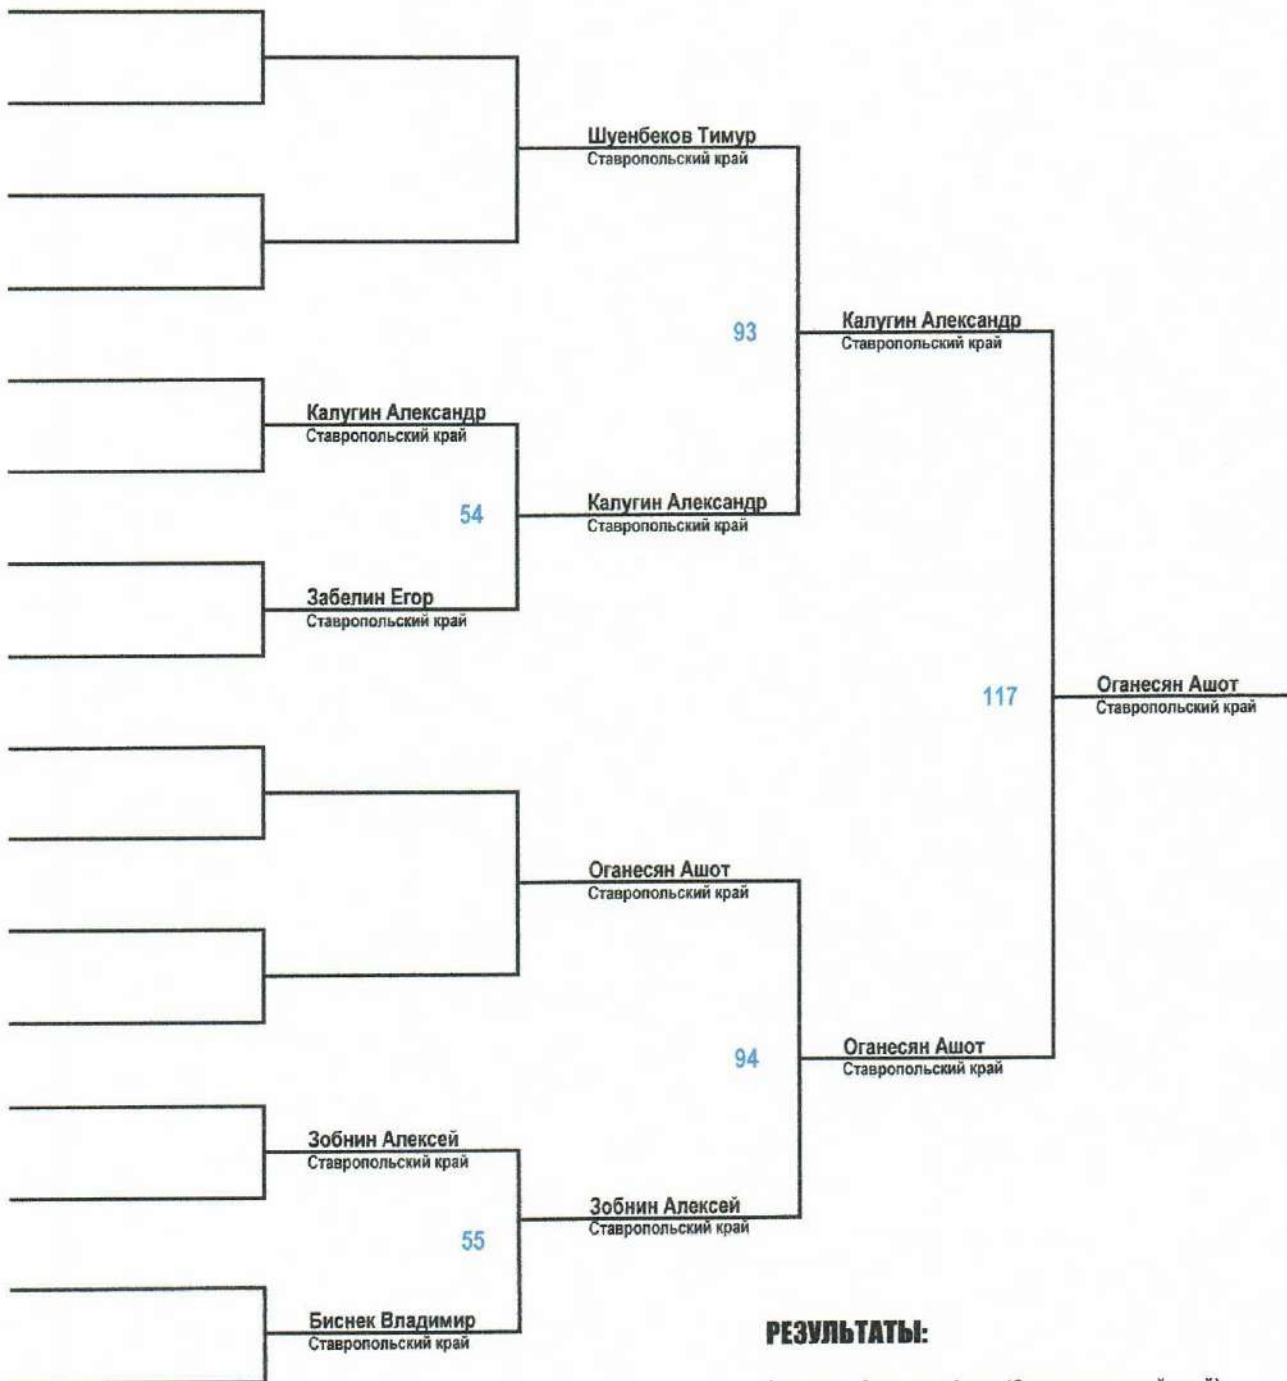 Шуенбеков Тимур
Ставропольский край
93
Калугин Александр
Ставропольский край
Калугин Александр
Ставропольский край
54
Калугин Александр
Ставропольский край
Забелин Егор
Ставропольский край
117
Оганесян Ашот
Ставропольский край
Оганесян Ашот
Ставропольский край
94
Оганесян Ашот
Ставропольский край
Зобнин Алексей
Ставропольский край
55
Зобнин Алексей
Ставропольский край
Биснек Владимир
Ставропольский край
РЕЗУЛЬТАТЫ: